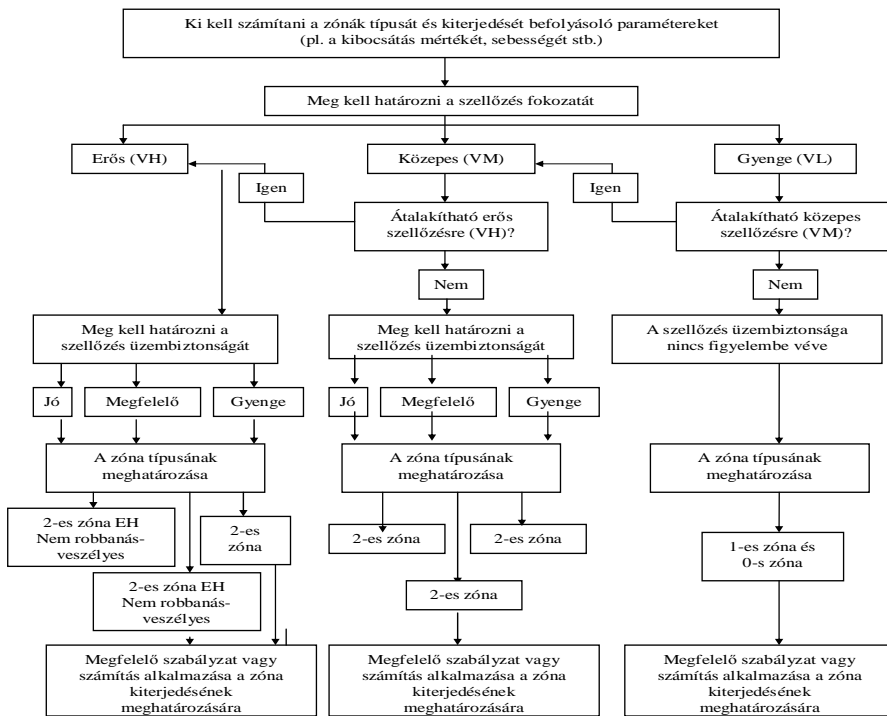 Ki kell számítani a zónák típusát és kiterjedését befolyásoló paramétereket
(pl. a kibocsátás mértékét, sebességét stb.)
Meg kell határozni a szellőzés fokozatát
Erős (VH)
Közepes (VM)
Gyenge (VL)
Igen
Igen
Átalakítható erős
szellőzésre (VH)?
Átalakítható közepes
szellőzésre (VM)?
Nem
Nem
Meg kell határozni a
szellőzés üzembiztonságát
Meg kell határozni a
szellőzés üzembiztonságát
A szellőzés üzembiztonsága
nincs figyelembe véve
Jó
Megfelelő
Gyenge
Jó
Megfelelő
Gyenge
A zóna típusának
meghatározása
A zóna típusának
meghatározása
A zóna típusának
meghatározása
2-es zóna EH
Nem robbanás-
veszélyes
2-es
zóna
2-es zóna
2-es zóna
1-es zóna és
0-s zóna
2-es zóna EH
Nem robbanás-
veszélyes
2-es zóna
Megfelelő szabályzat vagy
számítás alkalmazása a zóna
kiterjedésének
meghatározására
Megfelelő szabályzat vagy
számítás alkalmazása a zóna
kiterjedésének
meghatározására
Megfelelő szabályzat vagy
számítás alkalmazása a zóna
kiterjedésének
meghatározására